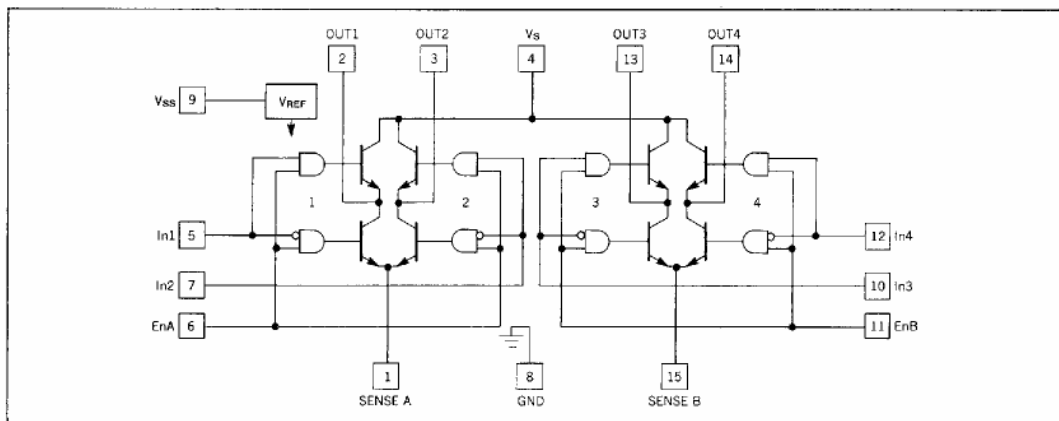 OUT1 OUT2 Vs OUT3 OUT4
2 3 4 13 14
Vss 9 VREF
1 2 3 4
In1 5 12 In4
In2 7 10 In3
EnA 6 11 EnB
1 8 15
SENSE A GND SENSE B